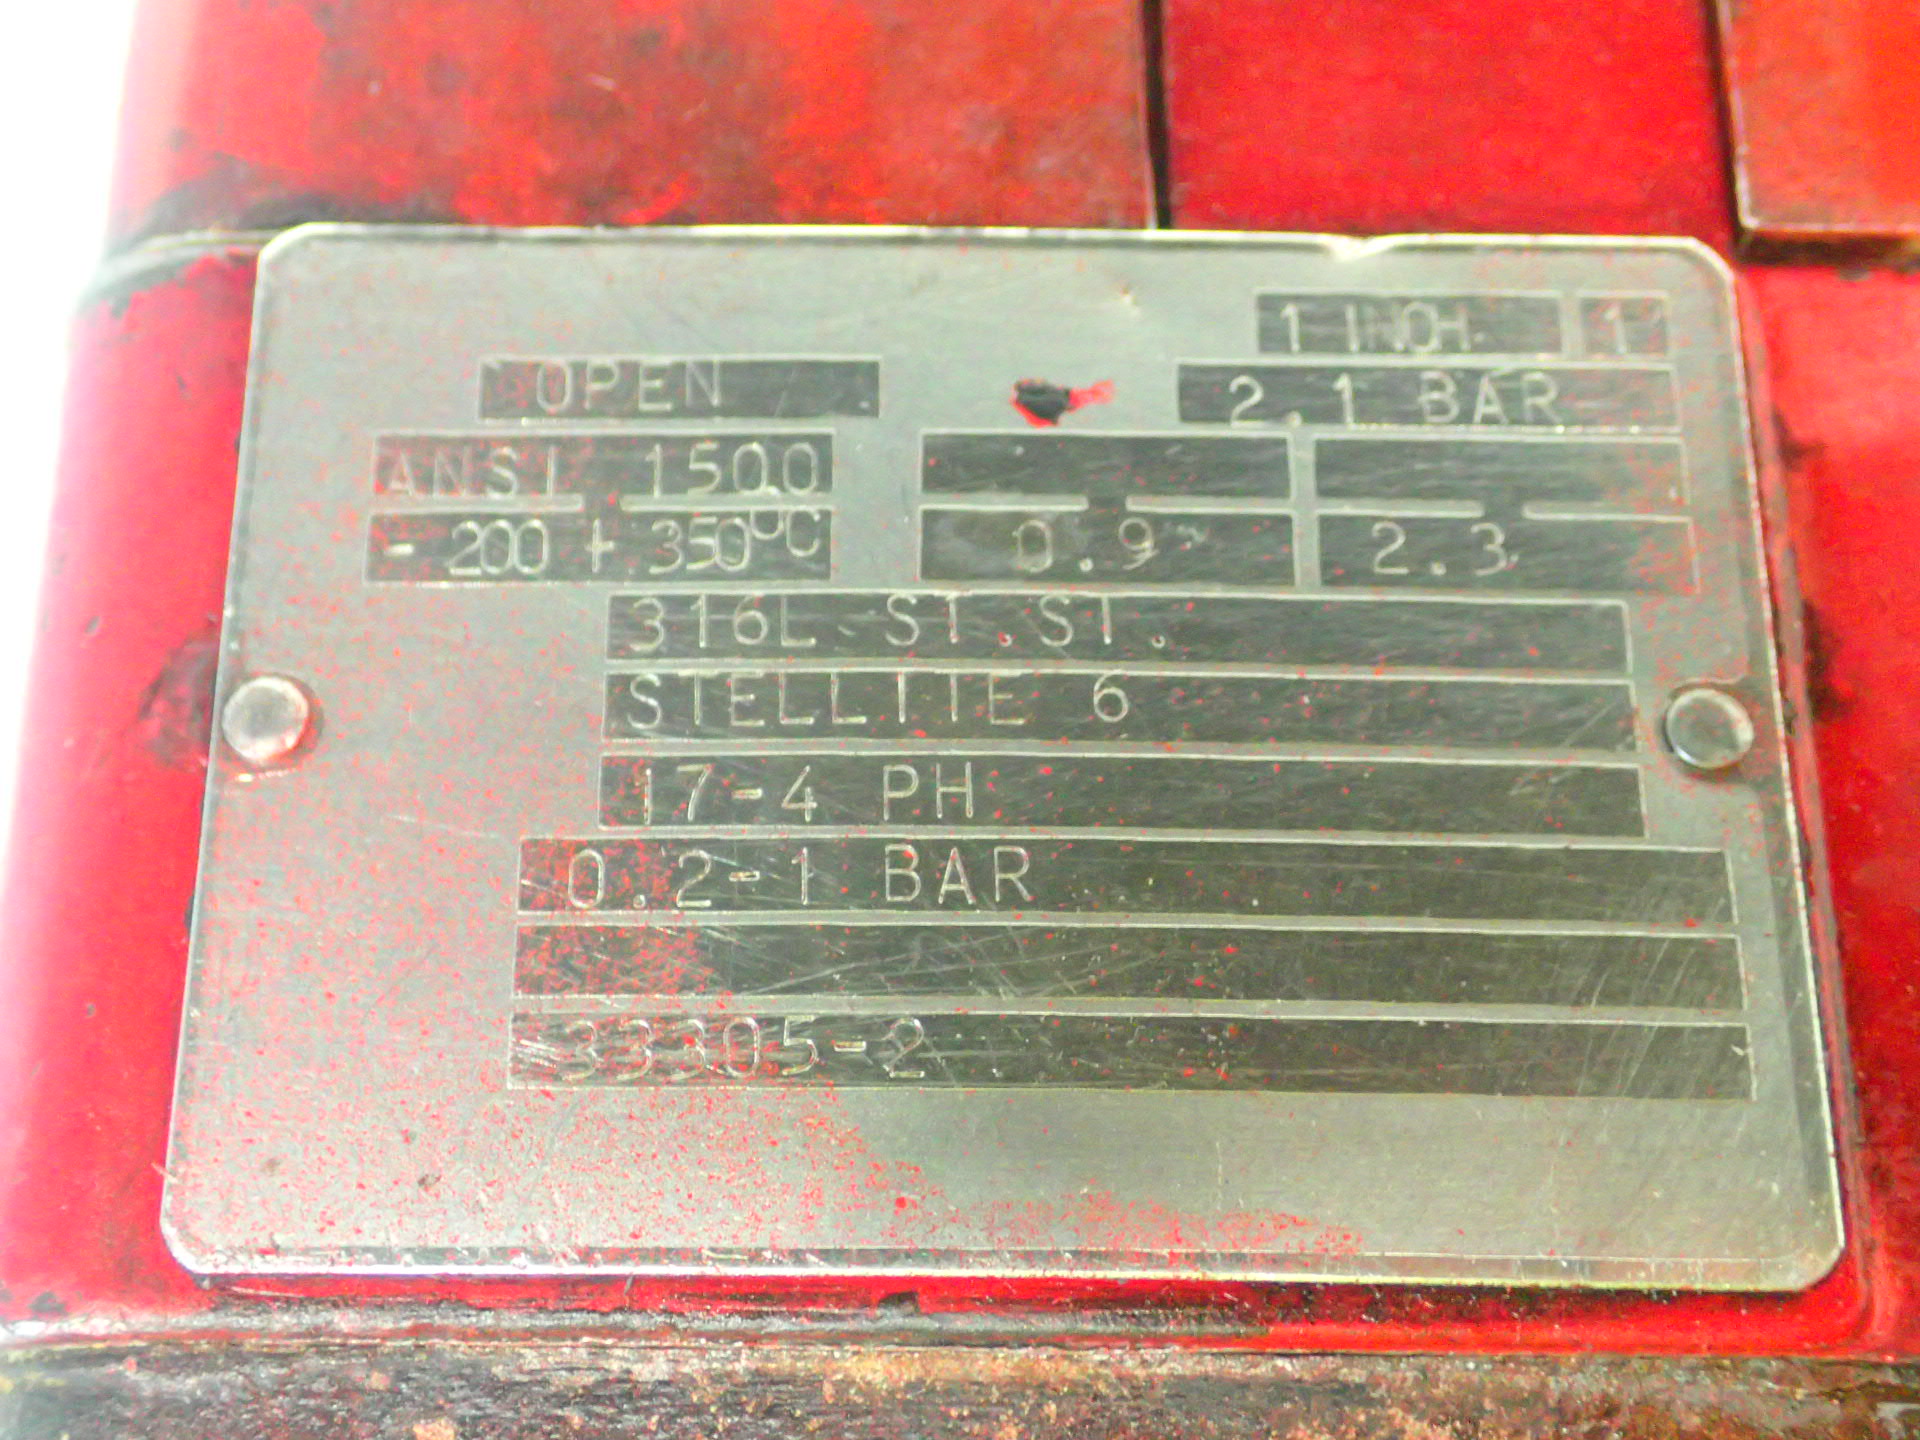 1 INCH 1"
OPEN 2.1 BAR
ANSI 1500
-200 + 350°C 0.9 2.3
316L ST.ST.
STELLITE 6
17-4 PH
0.2-1 BAR
33305-2